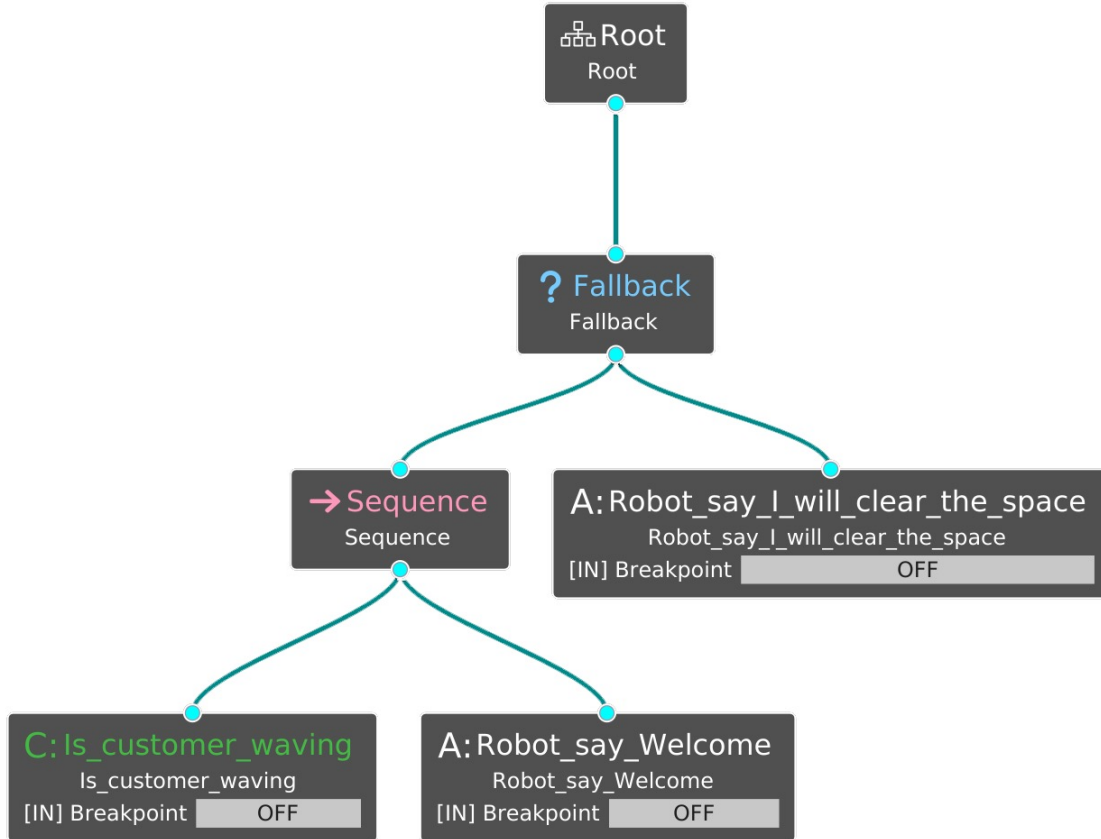 Root
Root
? Fallback
Fallback
Sequence
Sequence
A: Robot_say_I_will_clear_the_space
Robot_say_I_will_clear_the_space
[IN] Breakpoint OFF
C: Is_customer_waving
Is_customer_waving
[IN] Breakpoint OFF
A: Robot_say_Welcome
Robot_say_Welcome
[IN] Breakpoint OFF